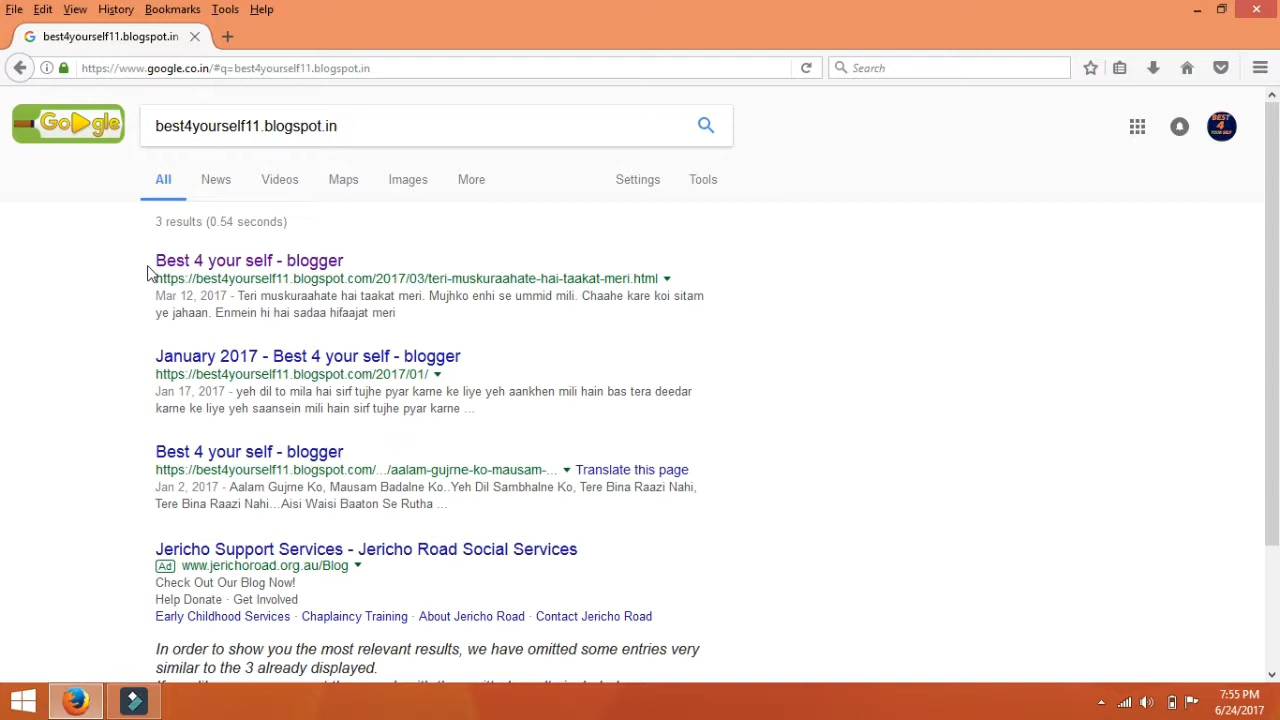 File Edit View History Bookmarks Tools Help
best4yourself11.blogspot.in
https://www.google.co.in/#q=best4yourself11.blogspot.in
Search
Google
best4yourself11.blogspot.in
BEST 4 YOUR SELF
All News Videos Maps Images More Settings Tools
3 results (0.54 seconds)
Best 4 your self - blogger
https://best4yourself11.blogspot.com/2017/03/teri-muskuraahate-hai-taakat-meri.html
Mar 12, 2017 - Teri muskuraahate hai taakat meri. Mujhko enhi se ummid mili. Chaahe kare koi sitam
ye jahaan. Enmein hi hai sadaa hifaajat meri
January 2017 - Best 4 your self - blogger
https://best4yourself11.blogspot.com/2017/01/
Jan 17, 2017 - yeh dil to mila hai sirf tujhe pyar karne ke liye yeh aankhen mili hain bas tera deedar
karne ke liye yeh saansein mili hain sirf tujhe pyar karne ...
Best 4 your self - blogger
https://best4yourself11.blogspot.com/.../aalam-gujrne-ko-mausam-... Translate this page
Jan 2, 2017 - Aalam Gujrne Ko, Mausam Badalne Ko..Yeh Dil Sambhalne Ko, Tere Bina Raazi Nahi,
Tere Bina Raazi Nahi...Aisi Waisi Baaton Se Rutha ...
Jericho Support Services - Jericho Road Social Services
Ad www.jerichoroad.org.au/Blog
Check Out Our Blog Now!
Help Donate · Get Involved
Early Childhood Services · Chaplaincy Training · About Jericho Road · Contact Jericho Road
In order to show you the most relevant results, we have omitted some entries very
similar to the 3 already displayed.
7:55 PM
6/24/2017